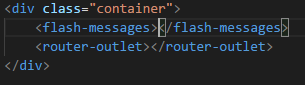 <div class="container">
<flash-messages></flash-messages>
<router-outlet></router-outlet>
</div>